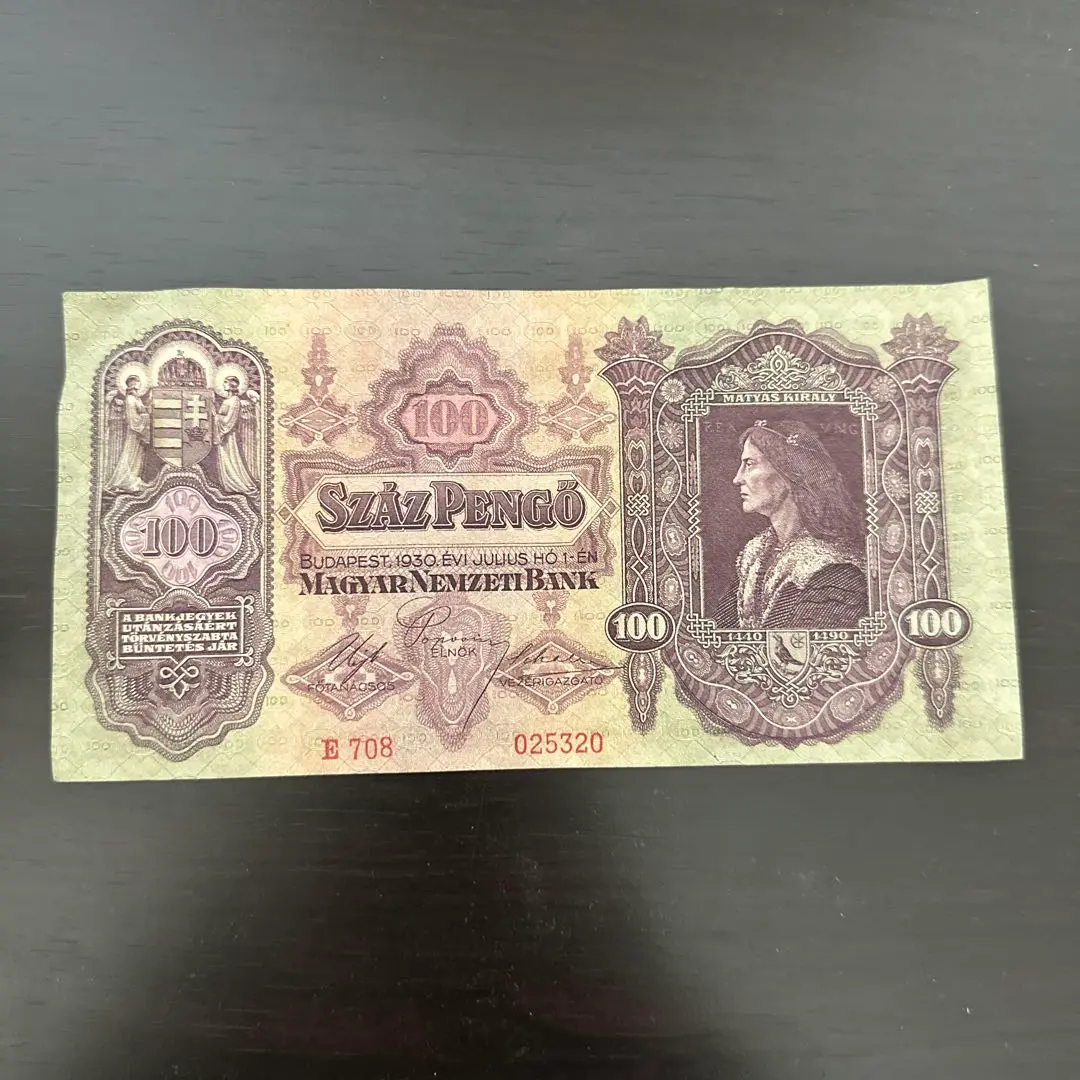 100
A BANKJEGYEK
UTÁNZÁSÁÉRT
TÖRVÉNYSZABTA
BÜNTETÉS JÁR
100
SZÁZ PENGŐ
BUDAPEST, 1930. ÉVI JULIUS HÓ 1-ÉN
MAGYAR NEMZETI BANK
ELNÖK
FŐTANÁCSOS
VEZÉRIGAZGATÓ
E 708
025320
MÁTYÁS KIRÁLY
100
100
1440
1490